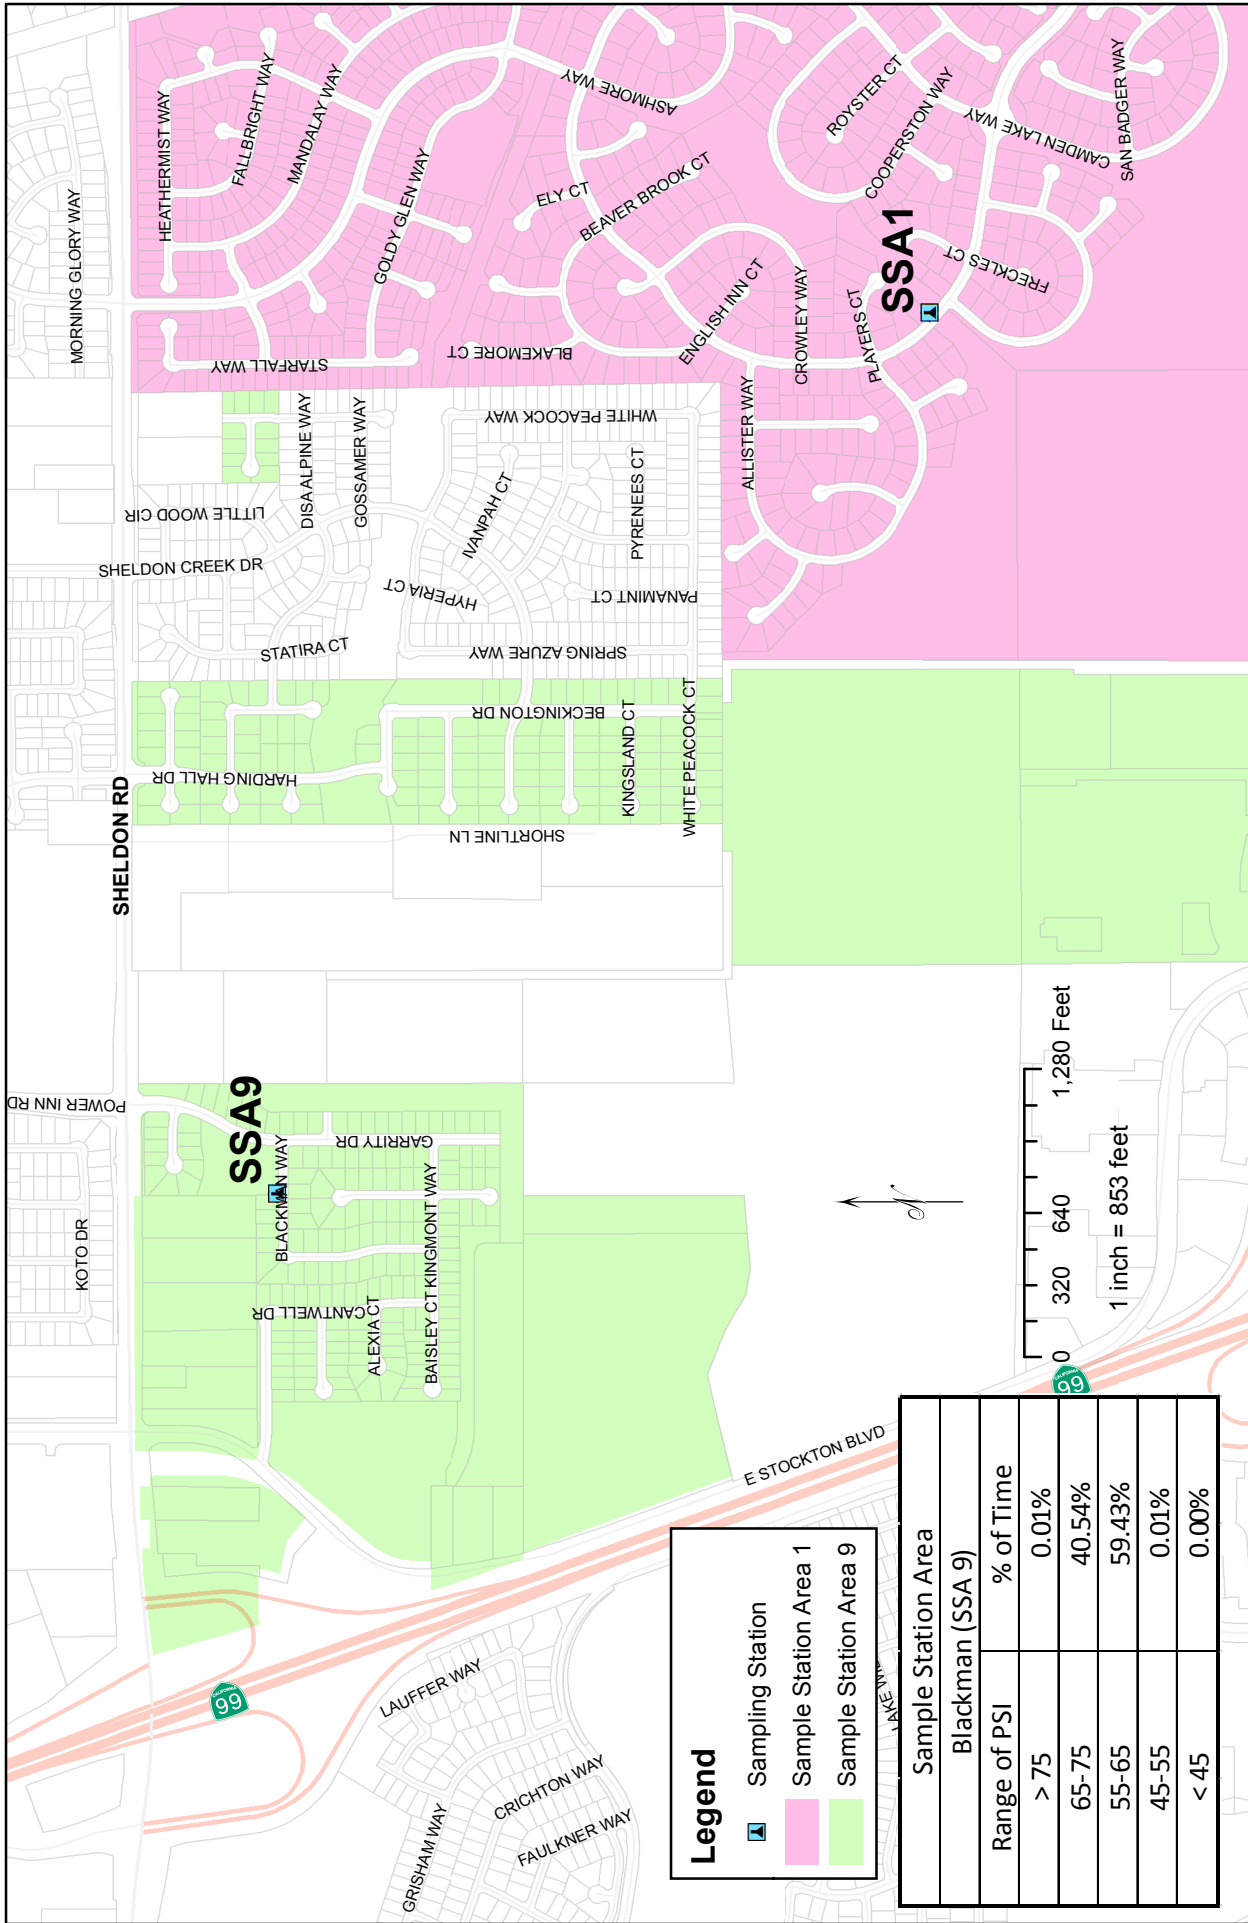 MORNING GLORY WAY
HEATHERMIST WAY
FALLBRIGHT WAY
MANDALAY WAY
GOLDY GLEN WAY
ASHMORE WAY
ROYSTER CT
COOPERSTON WAY
CAMDEN LAKE WAY
SAN BADGER WAY
STARFALL WAY
ELY CT
BEAVER BROOK CT
BLAKEMORE CT
ENGLISH INN CT
CROWLEY WAY
PLAYERS CT
FRECKLES CT
SSA1
ALLISTER WAY
SHELDON CREEK DR
LITTLE WOOD CIR
DISA ALPINE WAY
GOSSAMER WAY
WHITE PEACOCK WAY
IVANPAH CT
PYRENEES CT
HYPERIA CT
PANAMINT CT
STATIRA CT
SPRING AZURE WAY
HARDING HALL DR
BECKINGTON DR
KINGSLAND CT
WHITE PEACOCK CT
SHELDON RD
SHORTLINE LN
POWER INN RD
KOTO DR
SSA9
BLACKMAN WAY
GARRITY DR
CANTWELL DR
ALEXIA CT
BAISLEY CT
KINGMONT WAY
E STOCKTON BLVD
CALIFORNIA
99
CALIFORNIA
99
LAUFFER WAY
GRISHAM WAY
CRICHTON WAY
FAULKNER WAY
N
0 320 640 1,280 Feet
1 inch = 853 feet
Legend
Sampling Station
Sample Station Area 1
Sample Station Area 9
Sample Station Area
Blackman (SSA 9)
Range of PSI % of Time
> 75 0.01%
65-75 40.54%
55-65 59.43%
45-55 0.01%
< 45 0.00%